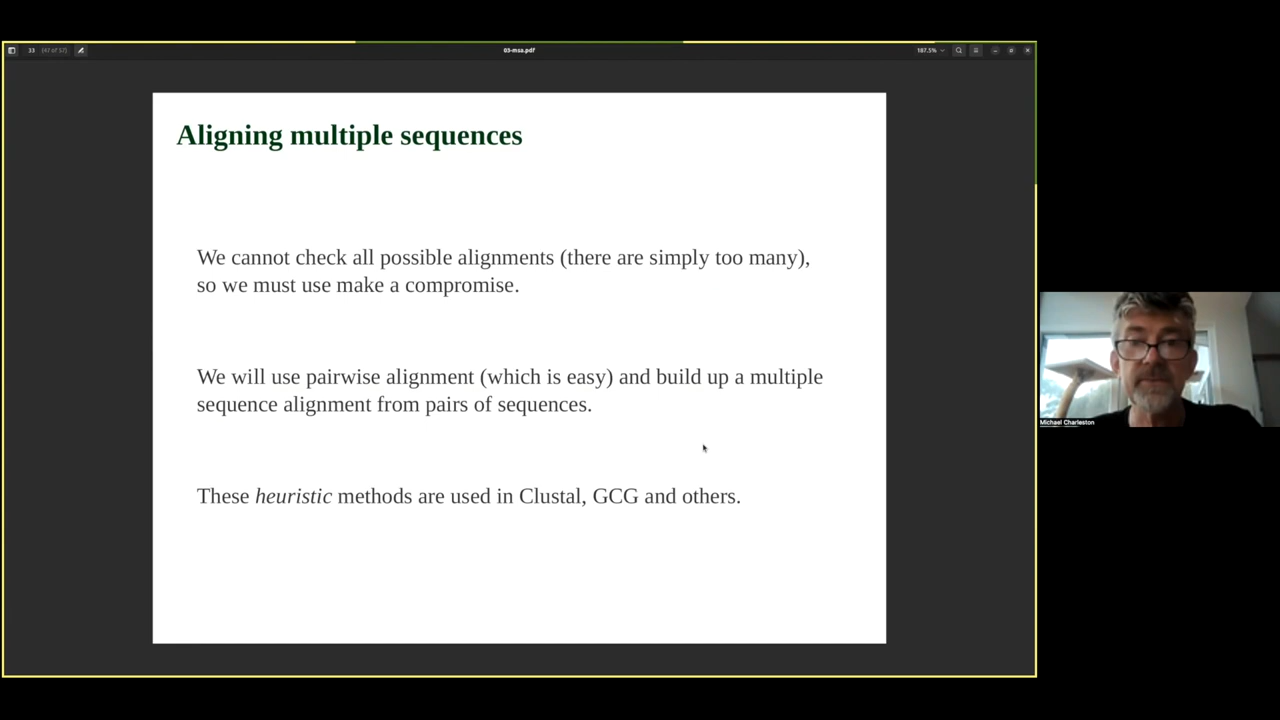 33 (47 of 57)
03-msa.pdf
187.5%
Aligning multiple sequences
We cannot check all possible alignments (there are simply too many),
so we must use make a compromise.
We will use pairwise alignment (which is easy) and build up a multiple
sequence alignment from pairs of sequences.
These heuristic methods are used in Clustal, GCG and others.
Michael Charleston